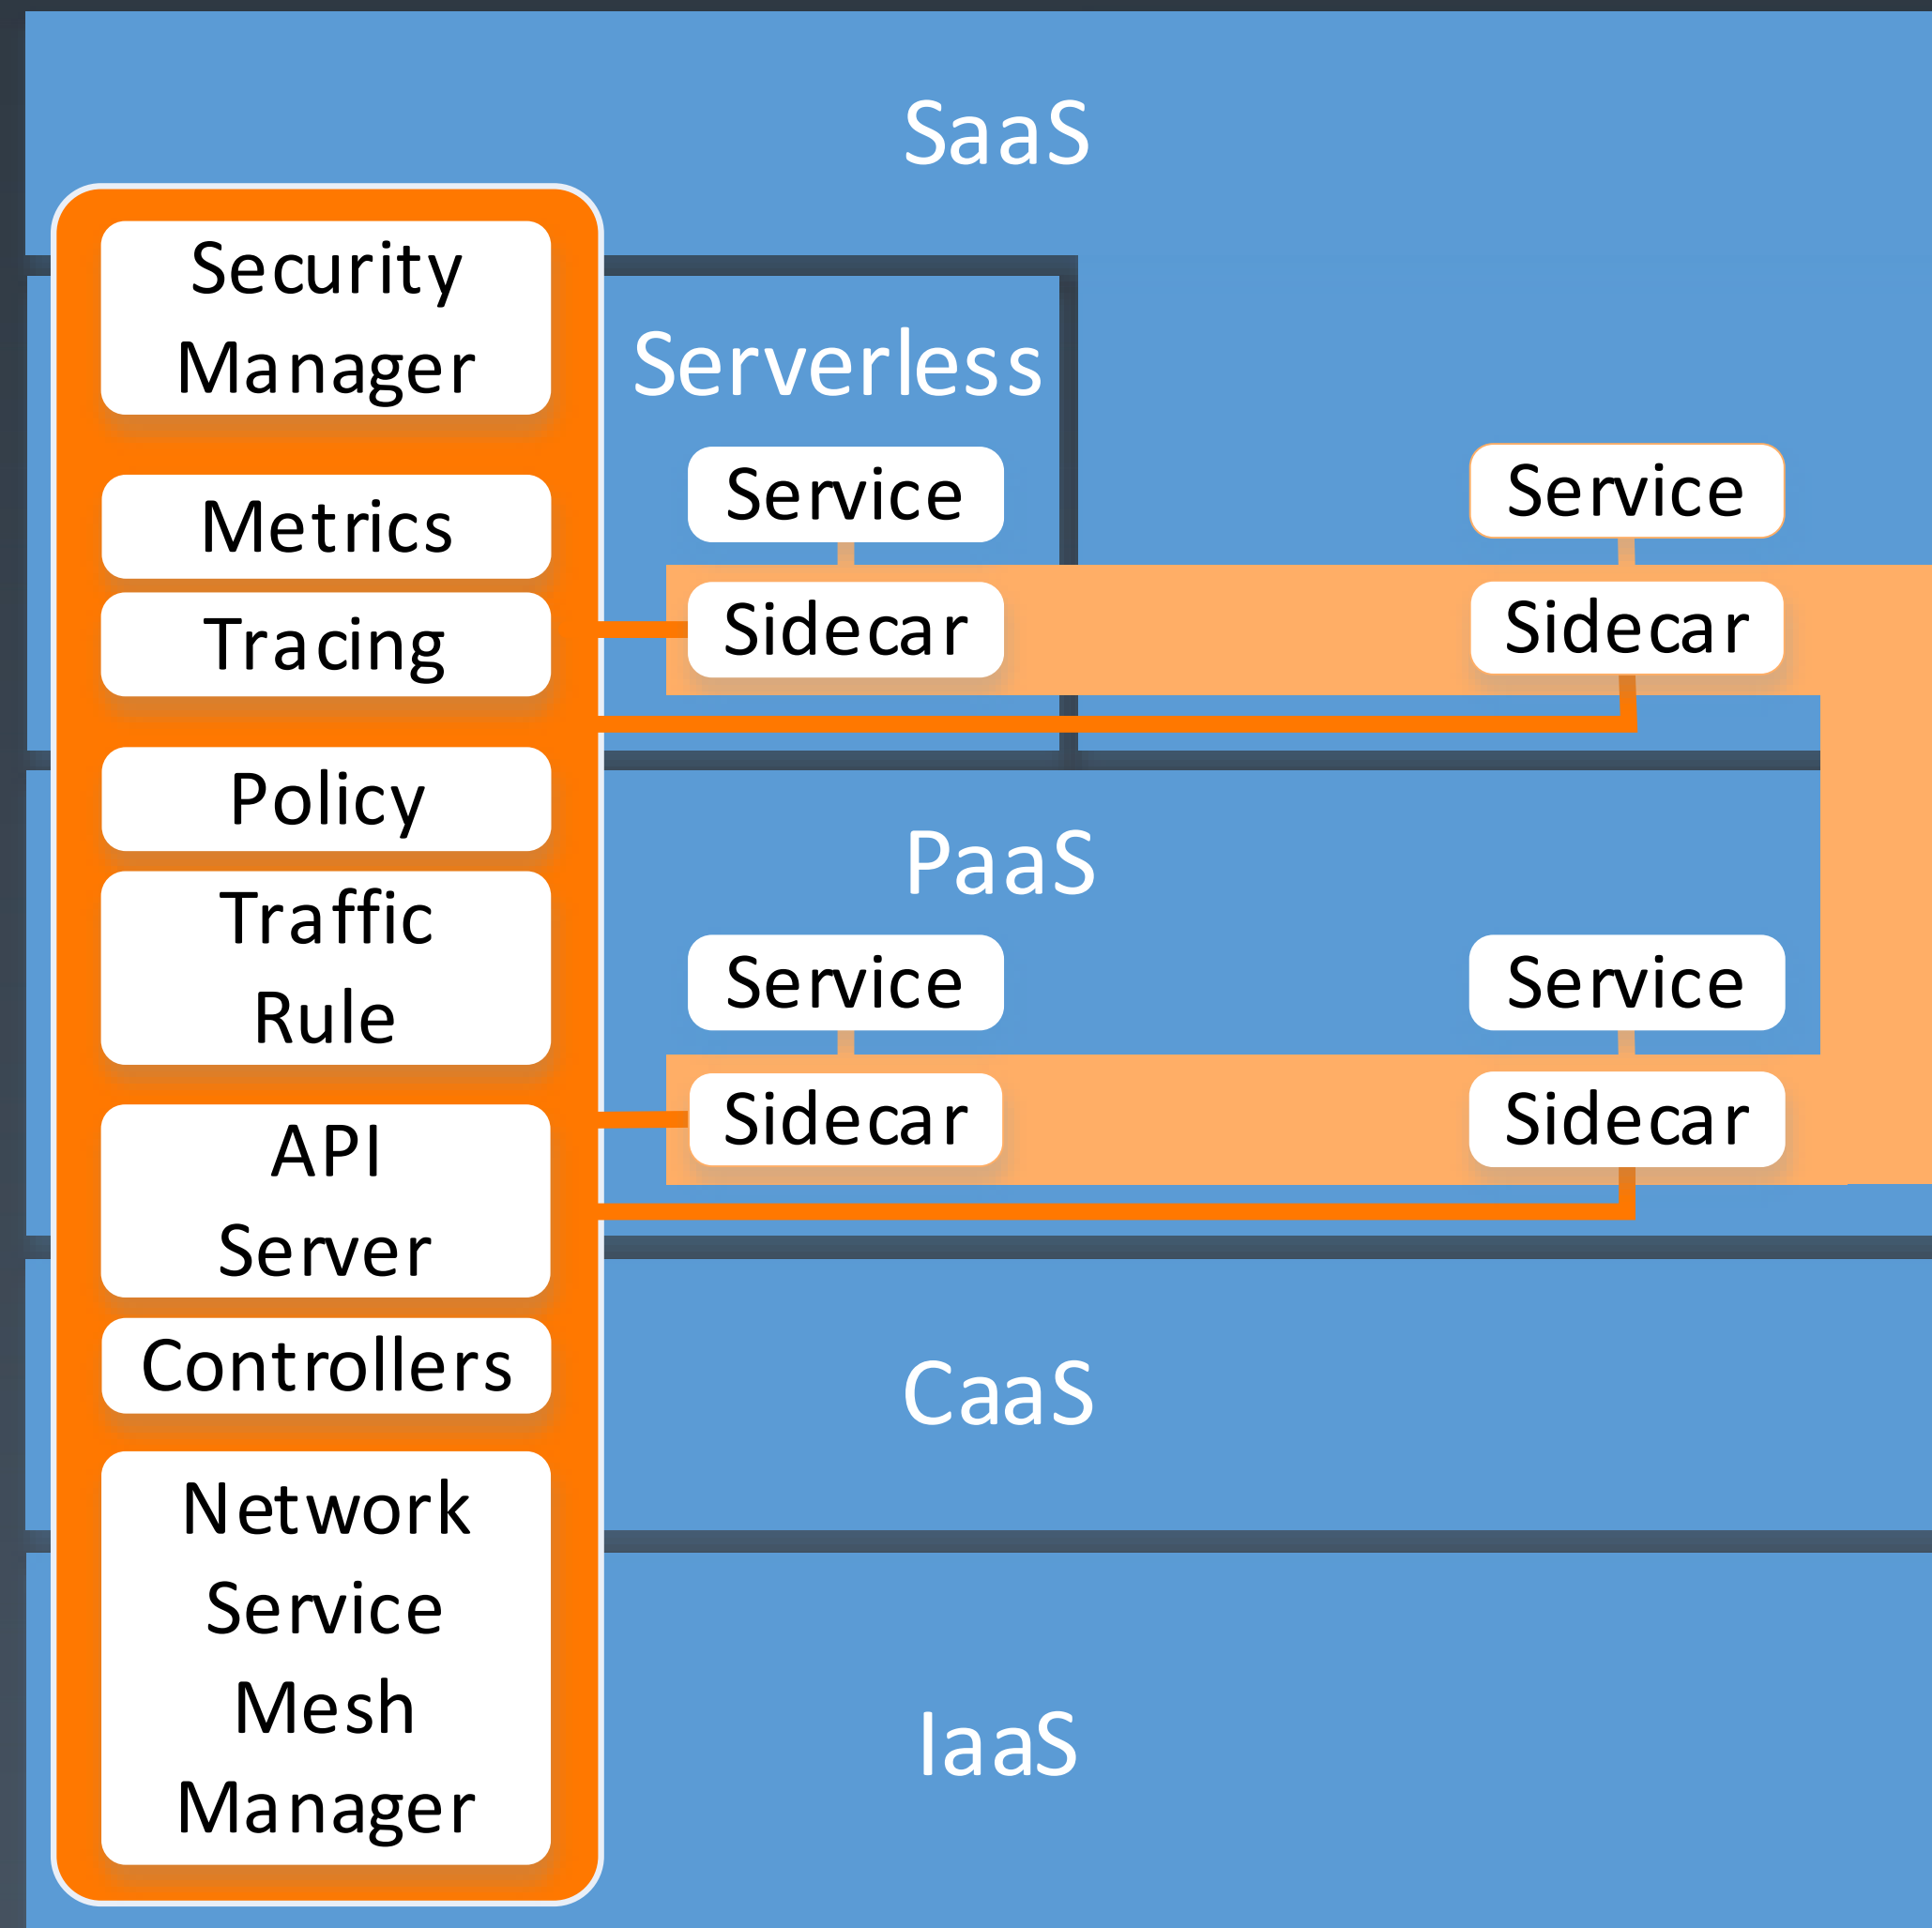 SaaS
Security
Manager
Metrics
Tracing
Policy
Traffic
Rule
API
Server
Controllers
Network
Service
Mesh
Manager
Serverless
Service
Service
Sidecar
Sidecar
PaaS
Service
Service
Sidecar
Sidecar
CaaS
IaaS